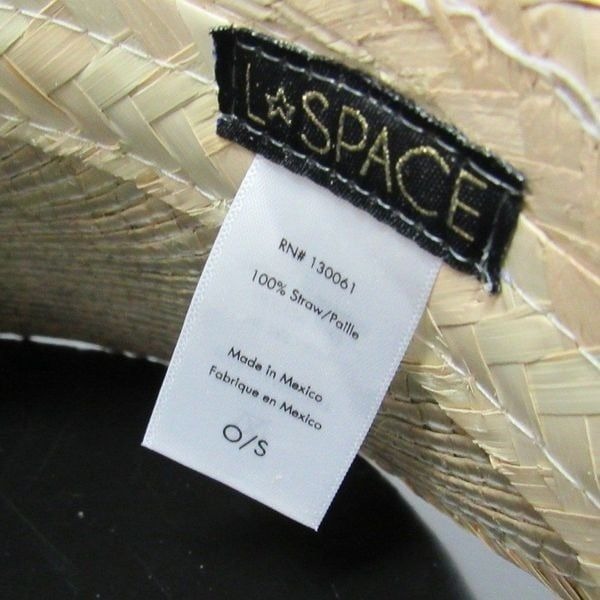 L☆SPACE
RN# 130061
100% Straw/Paille
Made in Mexico
Fabrique en Mexico
O/S